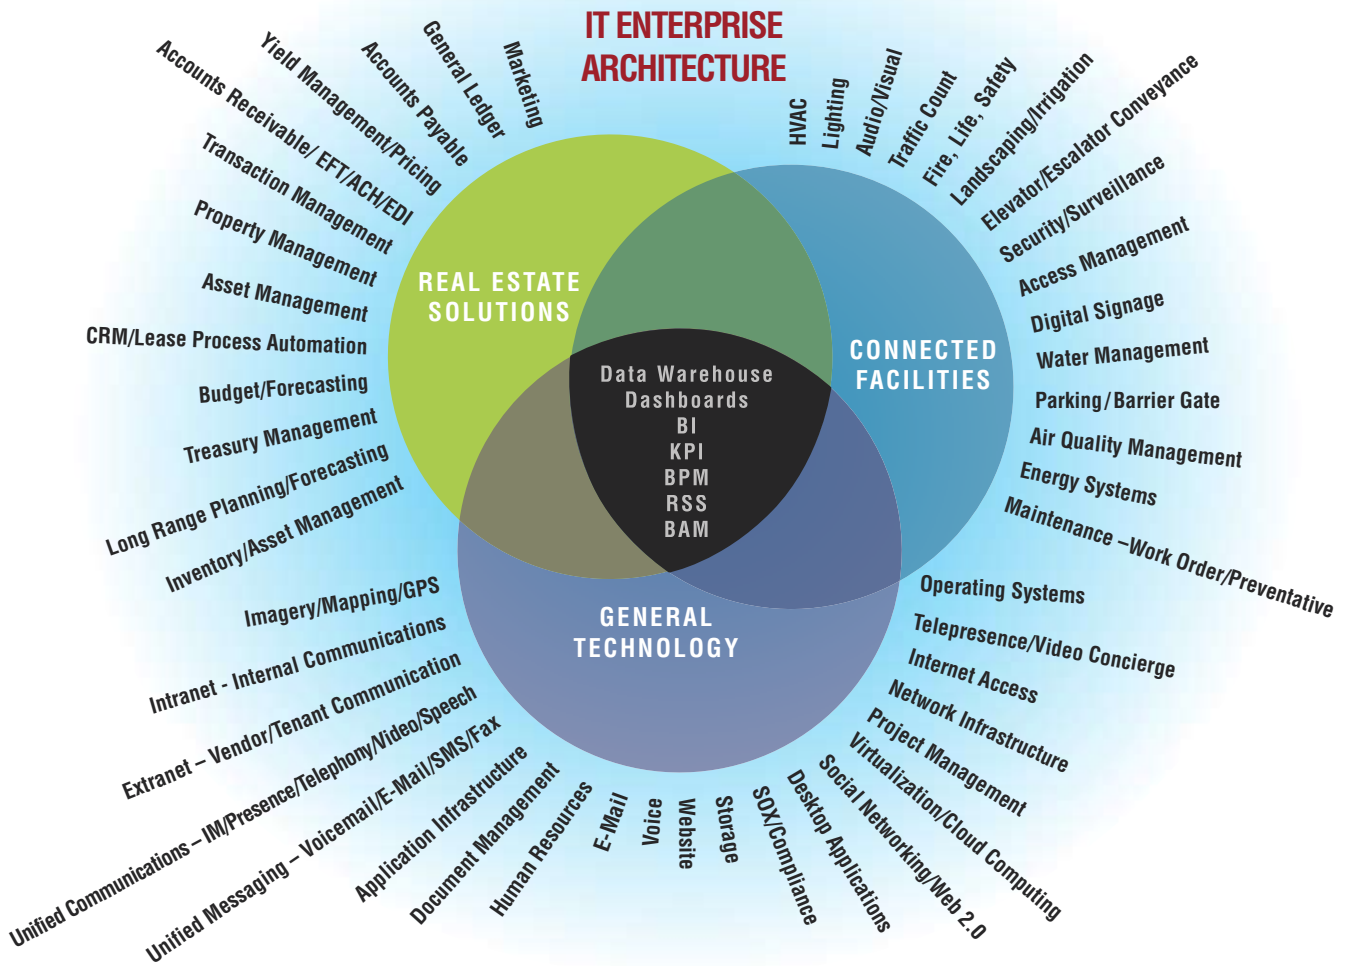 IT ENTERPRISE
ARCHITECTURE
Marketing
General Ledger
Accounts Payable
Yield Management/Pricing
Accounts Receivable/ EFT/ACH/EDI
Transaction Management
Property Management
Asset Management
CRM/Lease Process Automation
Budget/Forecasting
Treasury Management
Long Range Planning/Forecasting
Inventory/Asset Management
HVAC
Lighting
Audio/Visual
Traffic Count
Fire, Life, Safety
Landscaping/Irrigation
Elevator/Escalator Conveyance
Security/Surveillance
Access Management
Digital Signage
Water Management
Parking/Barrier Gate
Air Quality Management
Energy Systems
Maintenance –Work Order/Preventative
REAL ESTATE
SOLUTIONS
CONNECTED
FACILITIES
Data Warehouse
Dashboards
BI
KPI
BPM
RSS
BAM
GENERAL
TECHNOLOGY
Imagery/Mapping/GPS
Intranet - Internal Communications
Extranet – Vendor/Tenant Communication
Unified Communications – IM/Presence/Telephony/Video/Speech
Unified Messaging – Voicemail/E-Mail/SMS/Fax
Application Infrastructure
Document Management
Human Resources
E-Mail
Voice
Website
Storage
SOX/Compliance
Desktop Applications
Social Networking/Web 2.0
Virtualization/Cloud Computing
Project Management
Network Infrastructure
Internet Access
Telepresence/Video Concierge
Operating Systems